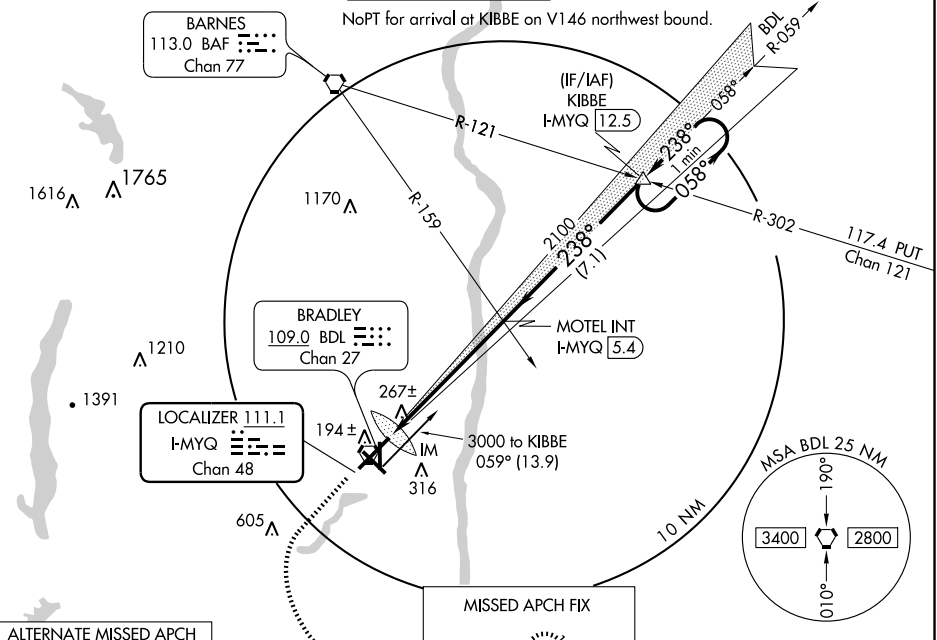 NoPT for arrival at KIBBE on V146 northwest bound.
BARNES
113.0 BAF
Chan 77
BDL
R-059
(IF/IAF)
KIBBE
I-MYQ 12.5
058°
238°
1 min
058°
R-121
R-302
117.4 PUT
Chan 121
1616
1765
1170
R-159
2100
238°
(7.1)
MOTEL INT
I-MYQ 5.4
BRADLEY
109.0 BDL
Chan 27
1210
1391
267±
LOCALIZER 111.1
I-MYQ
Chan 48
194±
IM
316
3000 to KIBBE
059° (13.9)
605
10 NM
MSA BDL 25 NM
190°
3400
2800
010°
MISSED APCH FIX
ALTERNATE MISSED APCH